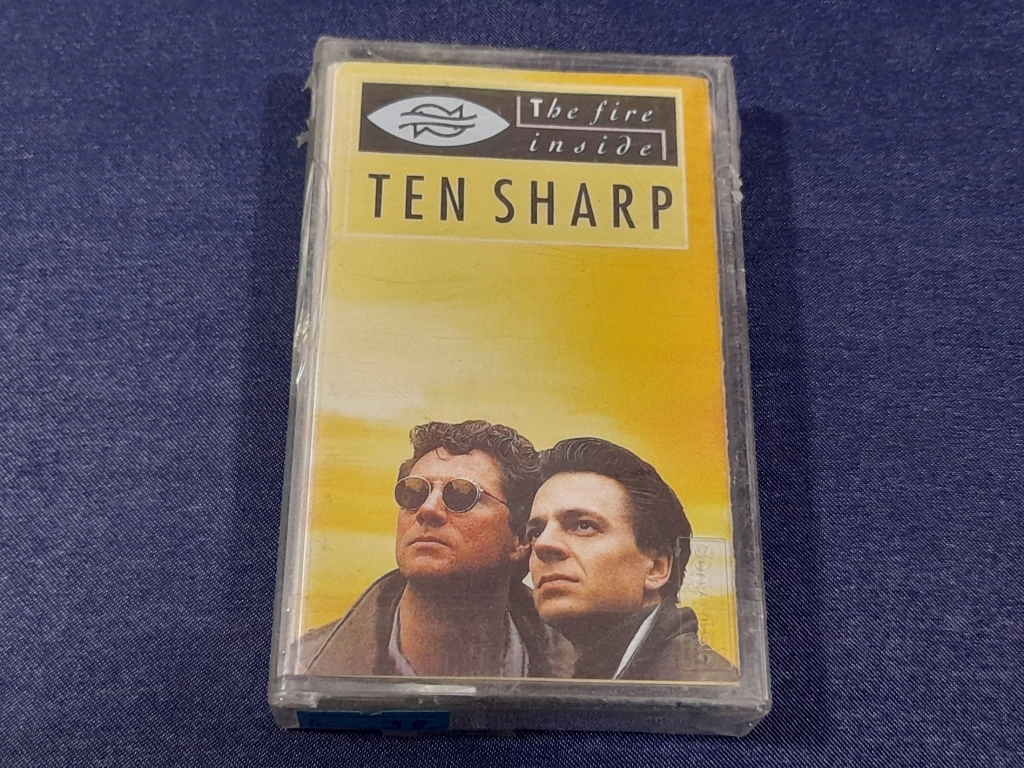 The fire
inside
TEN SHARP